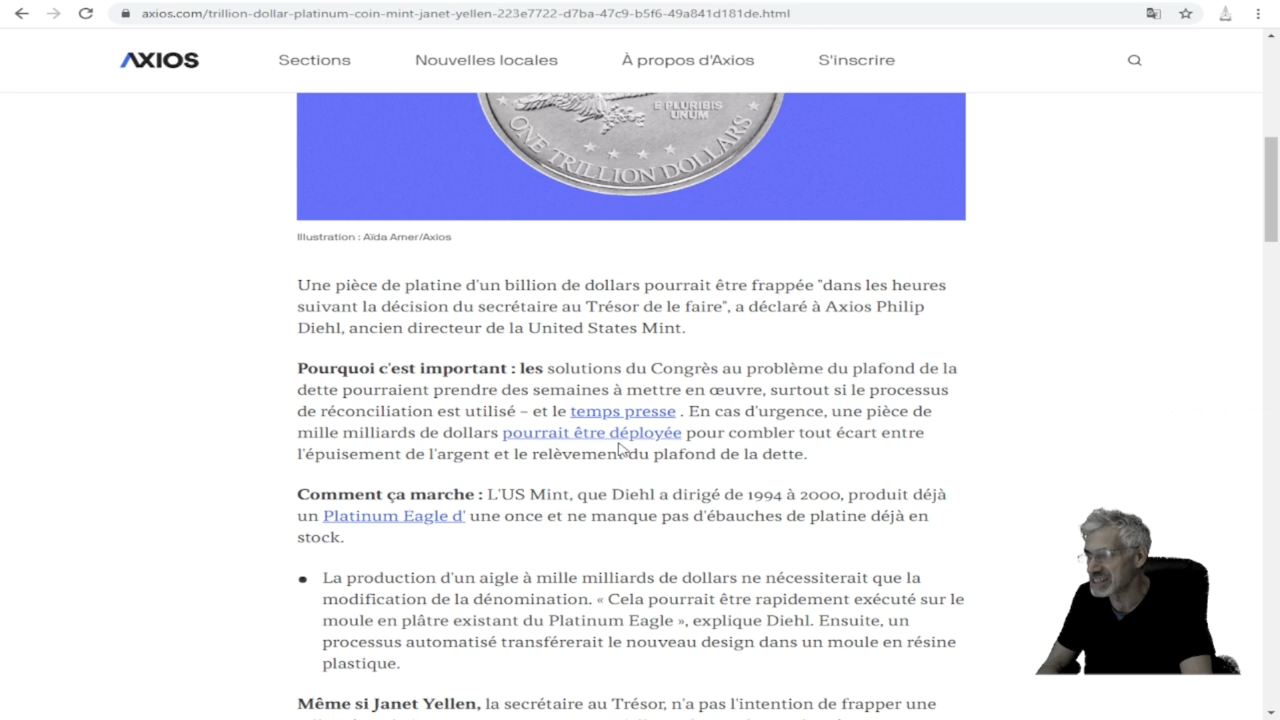 axios.com/trillion-dollar-platinum-coin-mint-janet-yellen-223e7722-d7ba-47c9-b5f6-49a841d181de.html
AXIOS
Sections
Nouvelles locales
À propos d'Axios
S'inscrire
E PLURIBIS
UNUM
ONE TRILLION DOLLARS
Illustration : Aïda Amer/Axios
Une pièce de platine d'un billion de dollars pourrait être frappée "dans les heures
suivant la décision du secrétaire au Trésor de le faire", a déclaré à Axios Philip
Diehl, ancien directeur de la United States Mint.
Pourquoi c'est important : les solutions du Congrès au problème du plafond de la
dette pourraient prendre des semaines à mettre en œuvre, surtout si le processus
de réconciliation est utilisé – et le temps presse . En cas d'urgence, une pièce de
mille milliards de dollars pourrait être déployée pour combler tout écart entre
l'épuisement de l'argent et le relèvement du plafond de la dette.
Comment ça marche : L'US Mint, que Diehl a dirigé de 1994 à 2000, produit déjà
un Platinum Eagle d' une once et ne manque pas d'ébauches de platine déjà en
stock.
• La production d'un aigle à mille milliards de dollars ne nécessiterait que la
modification de la dénomination. « Cela pourrait être rapidement exécuté sur le
moule en plâtre existant du Platinum Eagle », explique Diehl. Ensuite, un
processus automatisé transférerait le nouveau design dans un moule en résine
plastique.
Même si Janet Yellen, la secrétaire au Trésor, n'a pas l'intention de frapper une